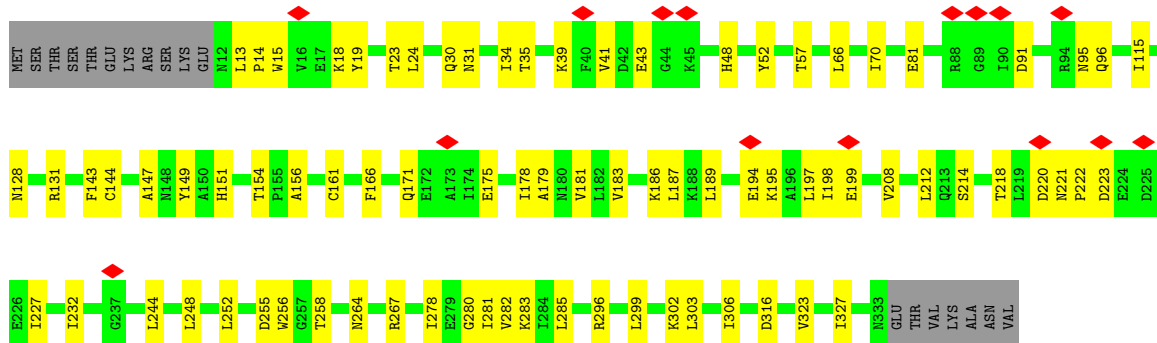 MET SER THR SER THR GLU LYS ARG SER LYS GLU N12 L13 P14 W15 V16 E17 K18 Y19 T23 L24 Q30 N31 I34 T35 K39 F40 V41 D42 E43 G44 K45 H48 Y52 T57 L66 I70 E81 R88 G89 I90 D91 R94 N95 Q96 I115
N128 R131 F143 C144 A147 N148 Y149 A150 H151 T154 P155 A156 C161 F166 Q171 E172 A173 I174 E175 I178 A179 N180 V181 L182 V183 K186 L187 K188 L189 E194 K195 A196 L197 I198 E199 V208 L212 Q213 S214 T218 L219 D220 N221 P222 D223 E224 D225
E226 I227 I232 G237 L244 L248 L252 D255 W256 G257 T258 N264 R267 I278 E279 G280 I281 V282 K283 I284 L285 R296 L299 K302 L303 I306 D316 V323 I327 N333 GLU THR VAL LYS ALA ASN VAL